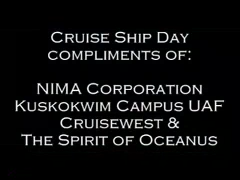 Cruise Ship Day
compliments of:
NIMA Corporation
Kuskokwim Campus UAF
Cruisewest &
The Spirit of Oceanus